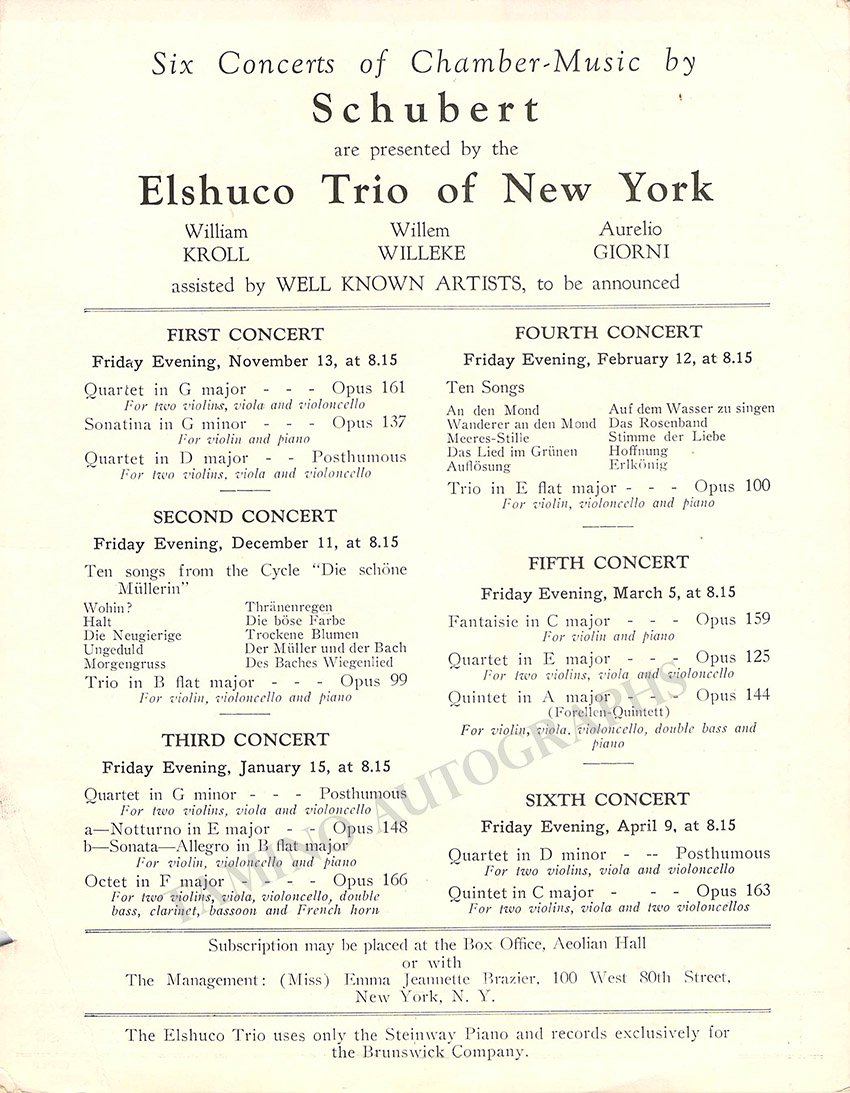 Six Concerts of Chamber-Music by
Schubert
are presented by the
Elshuco Trio of New York
William Willem Aurelio
KROLL WILLEKE GIORNI
assisted by WELL KNOWN ARTISTS, to be announced
FIRST CONCERT
Friday Evening, November 13, at 8.15
Quartet in G major - - - Opus 161
For two violins, viola and violoncello
Sonatina in G minor - - - Opus 137
For violin and piano
Quartet in D major - - Posthumous
For two violins, viola and violoncello
SECOND CONCERT
Friday Evening, December 11, at 8.15
Ten songs from the Cycle "Die schöne
Müllerin"
Wohin? Thränenregen
Halt Die böse Farbe
Die Neugierige Trockene Blumen
Ungeduld Der Müller und der Bach
Morgengruss Des Baches Wiegenlied
Trio in B flat major - - - Opus 99
For violin, violoncello and piano
THIRD CONCERT
Friday Evening, January 15, at 8.15
Quartet in G minor - - - Posthumous
For two violins, viola and violoncello
a—Notturno in E major - - Opus 148
b—Sonata—Allegro in B flat major
For violin, violoncello and piano
Octet in F major - - - - Opus 166
For two violins, viola, violoncello, double
bass, clarinet, bassoon and French horn
FOURTH CONCERT
Friday Evening, February 12, at 8.15
Ten Songs
An den Mond Auf dem Wasser zu singen
Wanderer an den Mond Das Rosenband
Meeres-Stille Stimme der Liebe
Das Lied im Grünen Hoffnung
Auflösung Erlkönig
Trio in E flat major - - - Opus 100
For violin, violoncello and piano
FIFTH CONCERT
Friday Evening, March 5, at 8.15
Fantaisie in C major - - - Opus 159
For violin and piano
Quartet in E major - - - Opus 125
For two violins, viola and violoncello
Quintet in A major - - - Opus 144
(Forellen-Quintett)
For violin, viola, violoncello, double bass and
piano
SIXTH CONCERT
Friday Evening, April 9, at 8.15
Quartet in D minor - -- Posthumous
For two violins, viola and violoncello
Quintet in C major - - - Opus 163
For two violins, viola and two violoncellos
Subscription may be placed at the Box Office, Aeolian Hall
or with
The Management: (Miss) Emma Jeannette Brazier, 100 West 80th Street,
New York, N. Y.
The Elshuco Trio uses only the Steinway Piano and records exclusively for
the Brunswick Company.
TAMINO AUTOGRAPHS